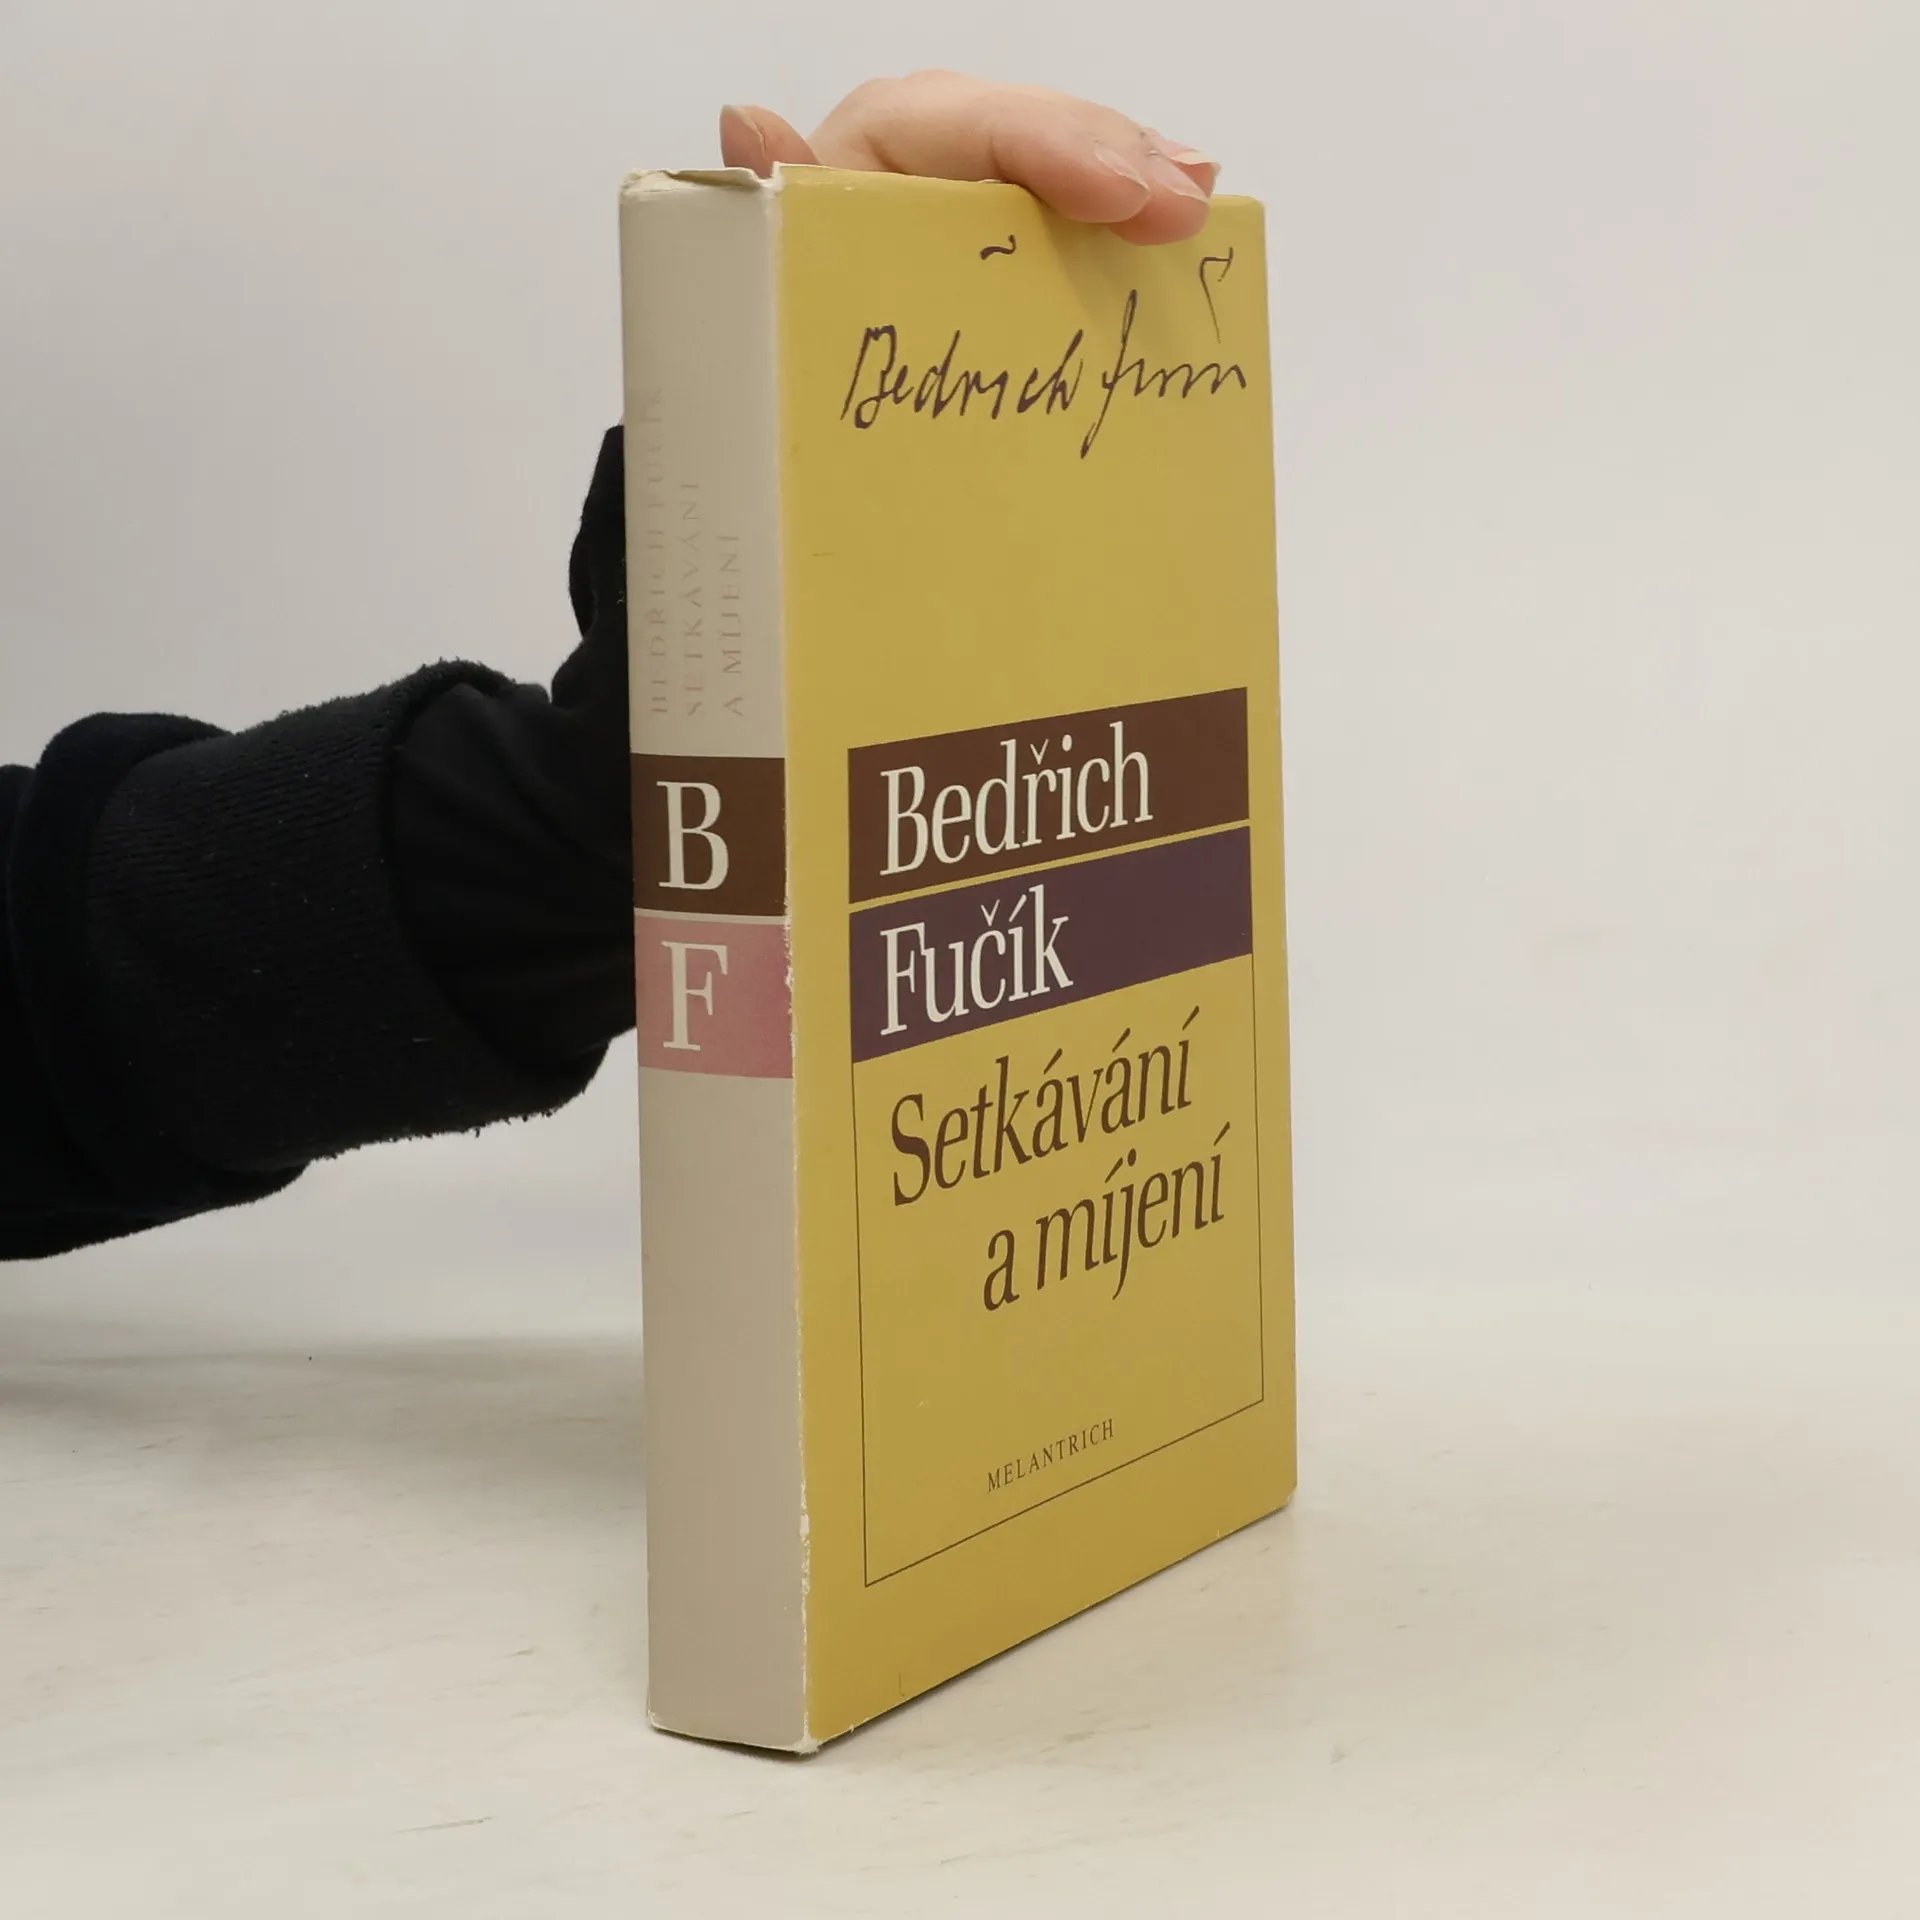 Bedřich Fučík
BEDŘICH FUČÍK
SETKÁVÁNÍ
A MÍJENÍ
B
F
Bedřich
Fučík
Setkávání
a míjení
MELANTRICH